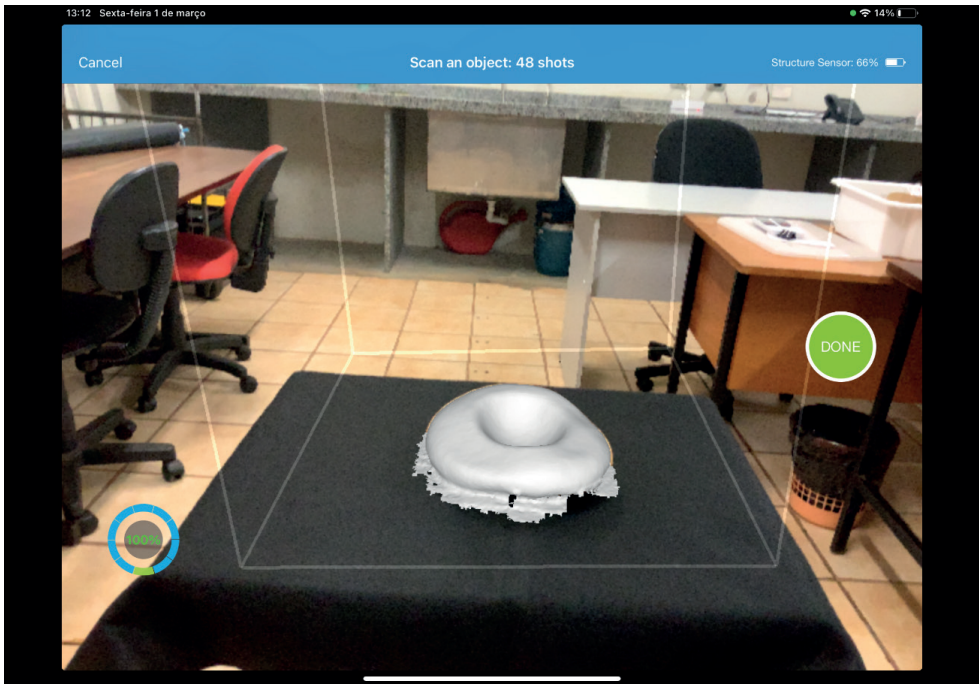 13:12 Sexta-feira 1 de março
14%
Cancel
Scan an object: 48 shots
Structure Sensor: 66%
DONE
100%